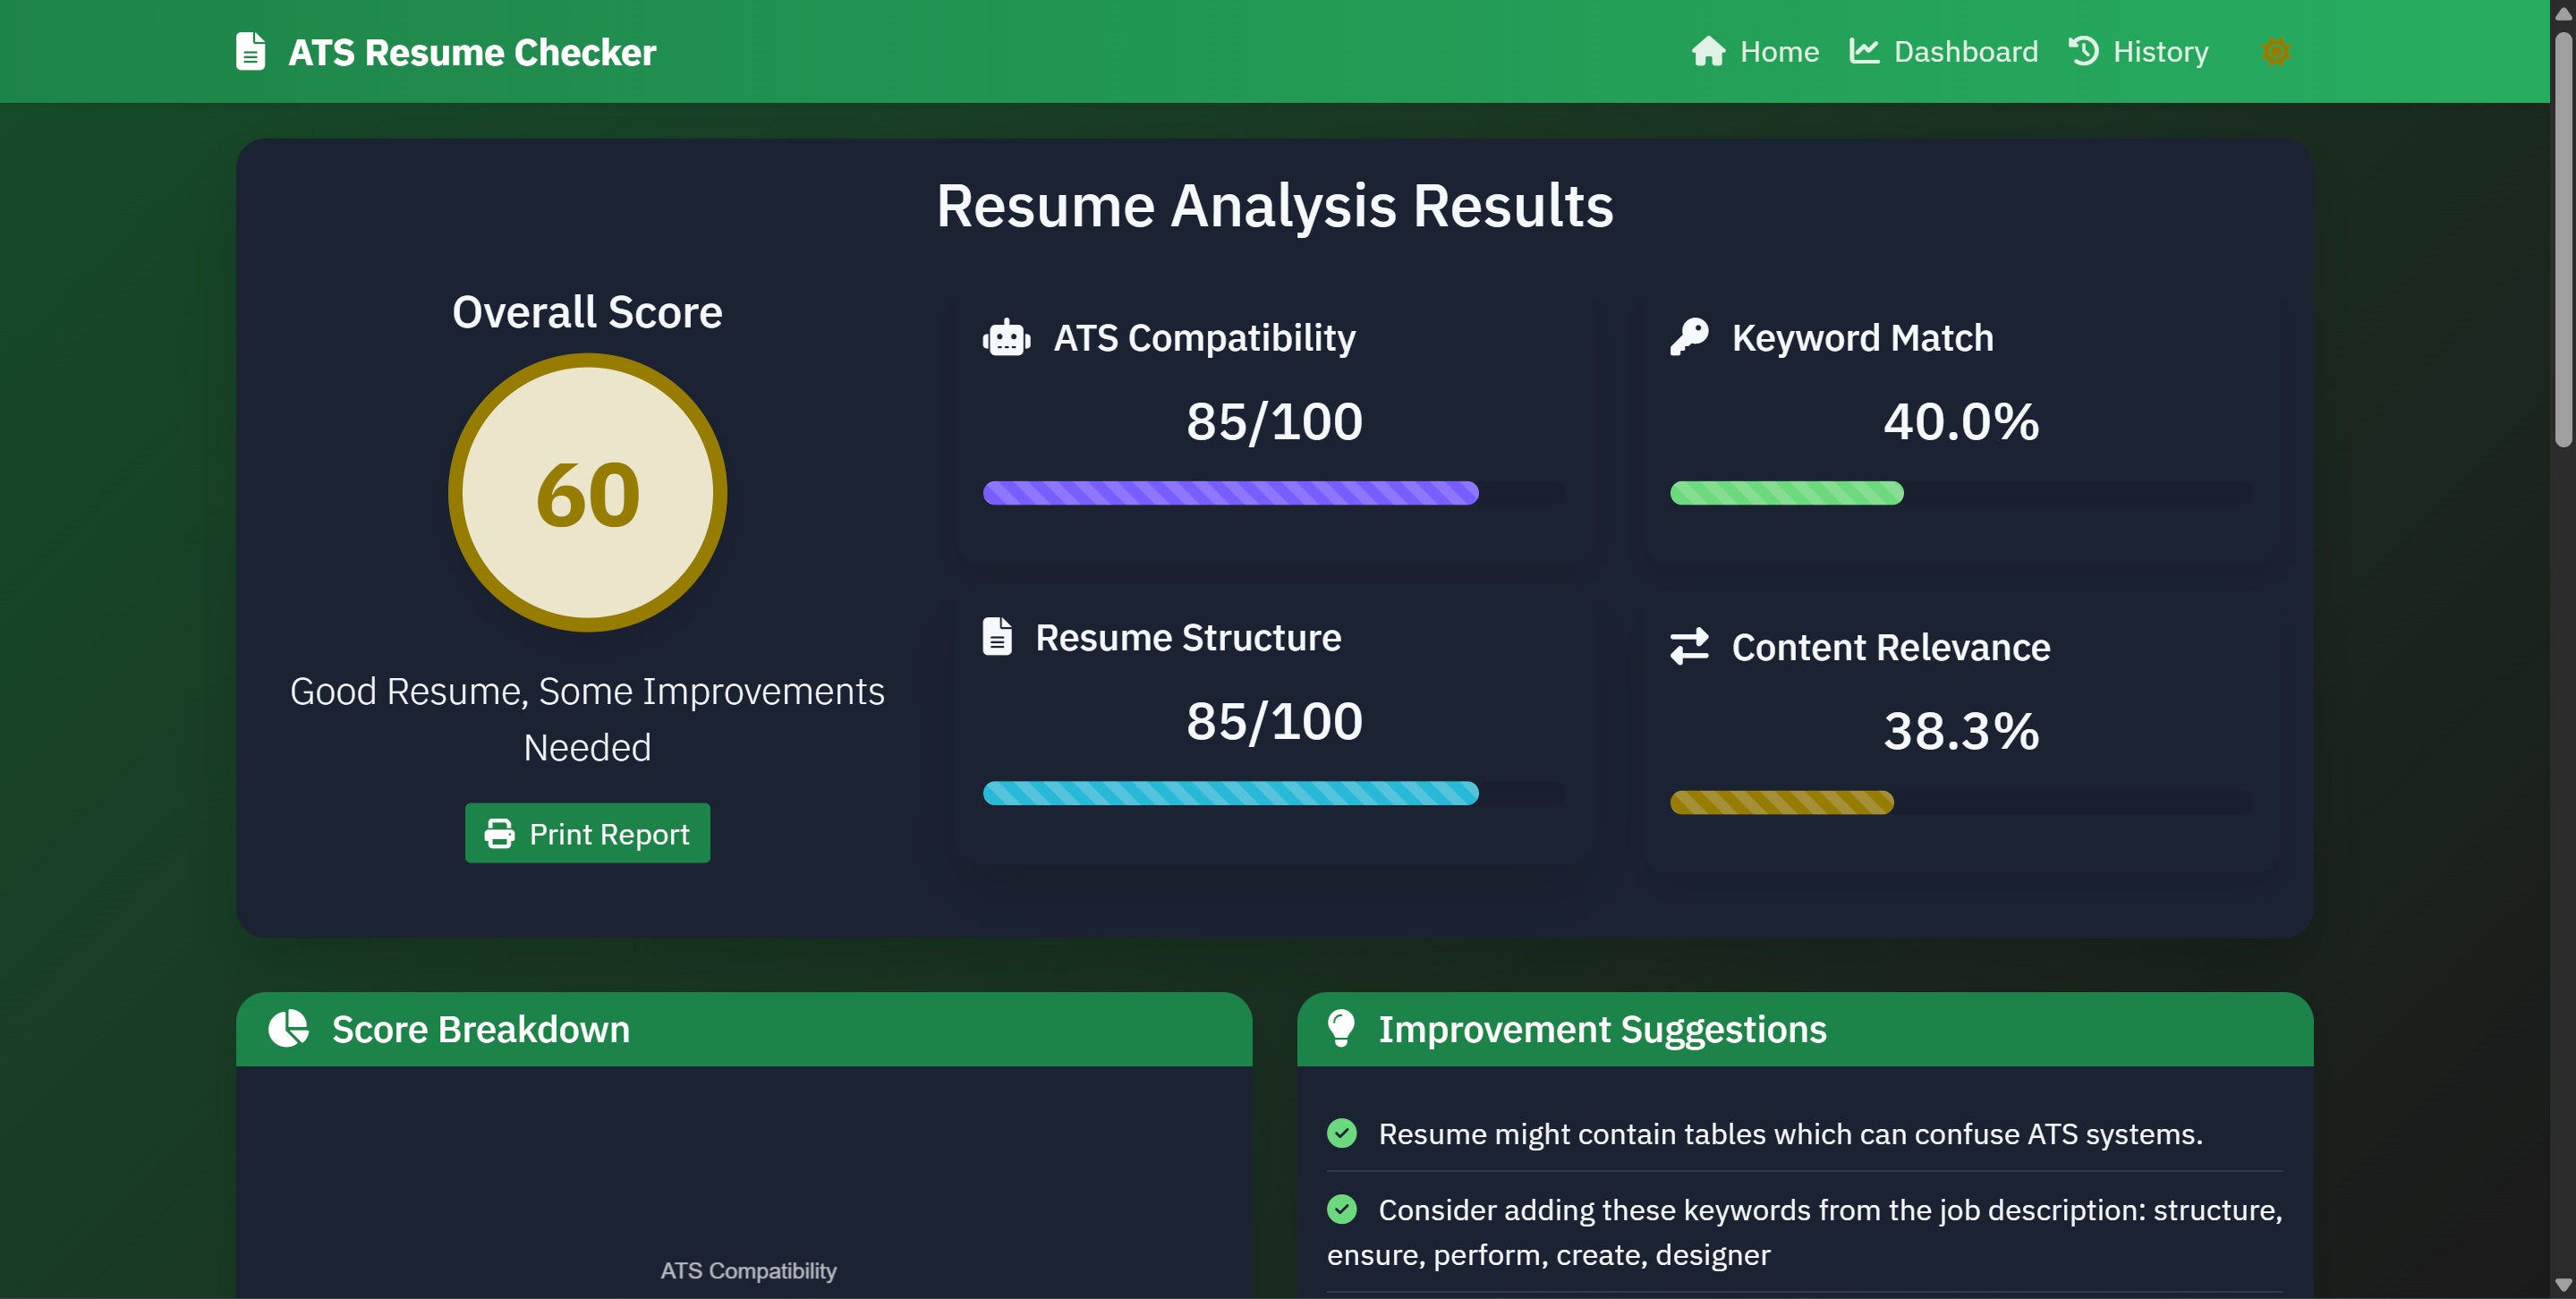 ATS Resume Checker
Home
Dashboard
History
Resume Analysis Results
Overall Score
60
Good Resume, Some Improvements
Needed
Print Report
ATS Compatibility
85/100
Keyword Match
40.0%
Resume Structure
85/100
Content Relevance
38.3%
Score Breakdown
ATS Compatibility
Improvement Suggestions
Resume might contain tables which can confuse ATS systems.
Consider adding these keywords from the job description: structure,
ensure, perform, create, designer